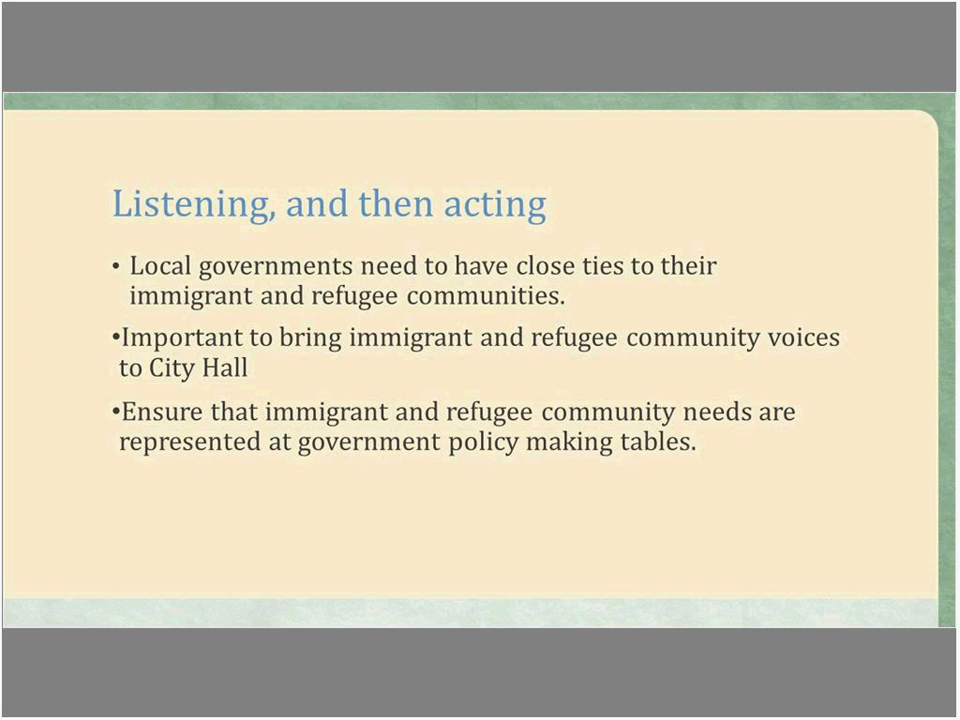 Listening, and then acting
• Local governments need to have close ties to their
immigrant and refugee communities.
•Important to bring immigrant and refugee community voices
to City Hall
•Ensure that immigrant and refugee community needs are
represented at government policy making tables.